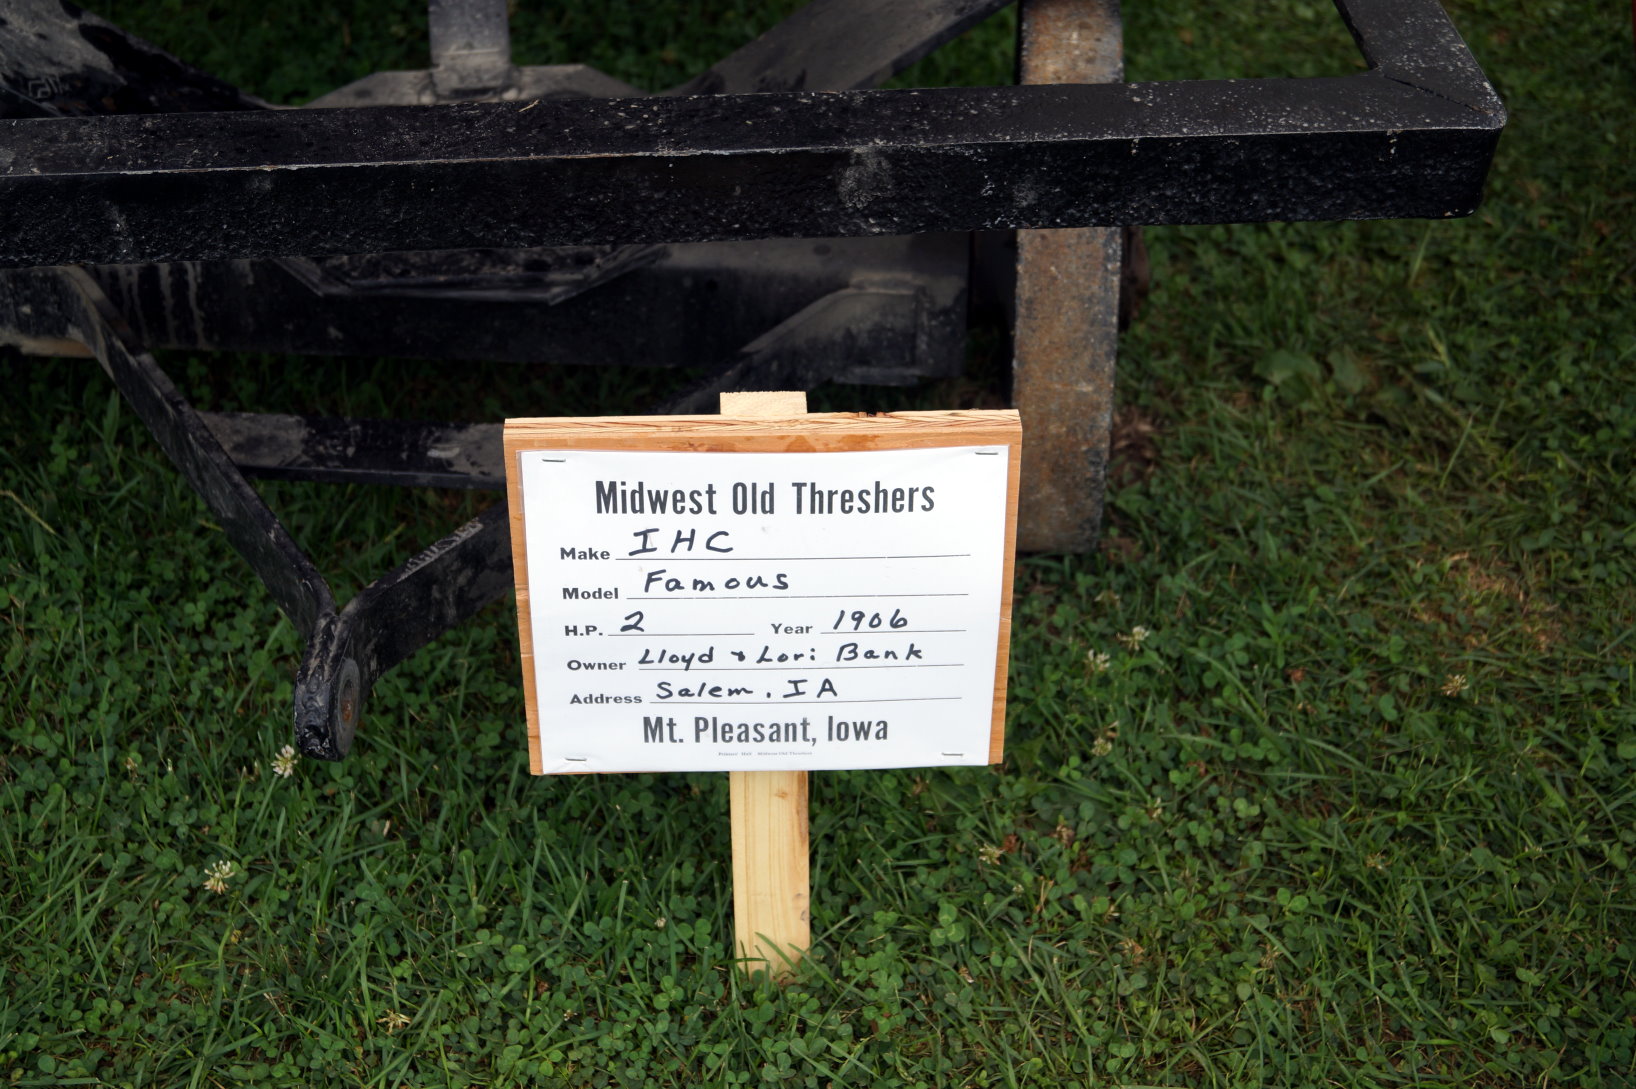 Midwest Old Threshers
Make IHC
Model Famous
H.P. 2 Year 1906
Owner Lloyd & Lori Bank
Address Salem, IA
Mt. Pleasant, Iowa